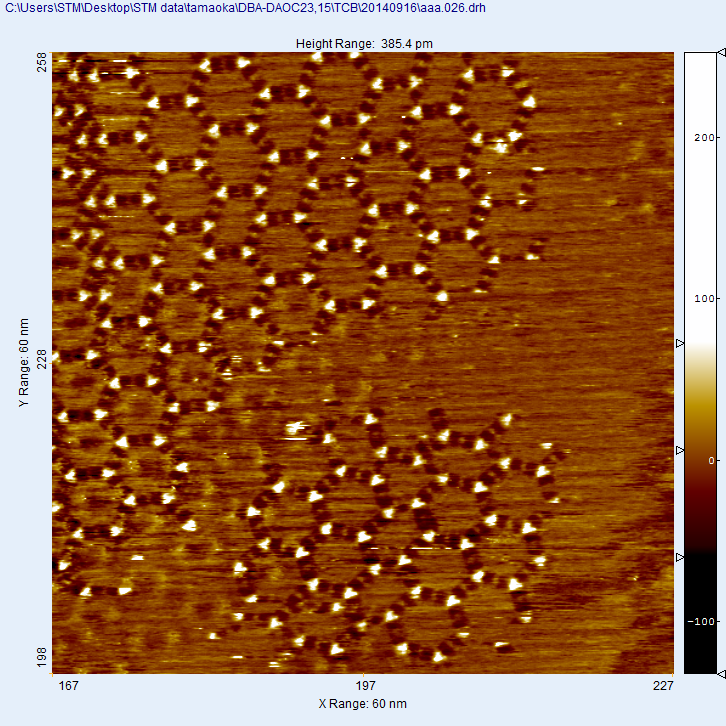 C:\Users\STM\Desktop\STM data\tamaoka\DBA-DAOC23,15\TCB\20140916\aaa.026.drh
Height Range: 385.4 pm
258
228
198
Y Range: 60 nm
167
197
227
X Range: 60 nm
200
100
0
-100